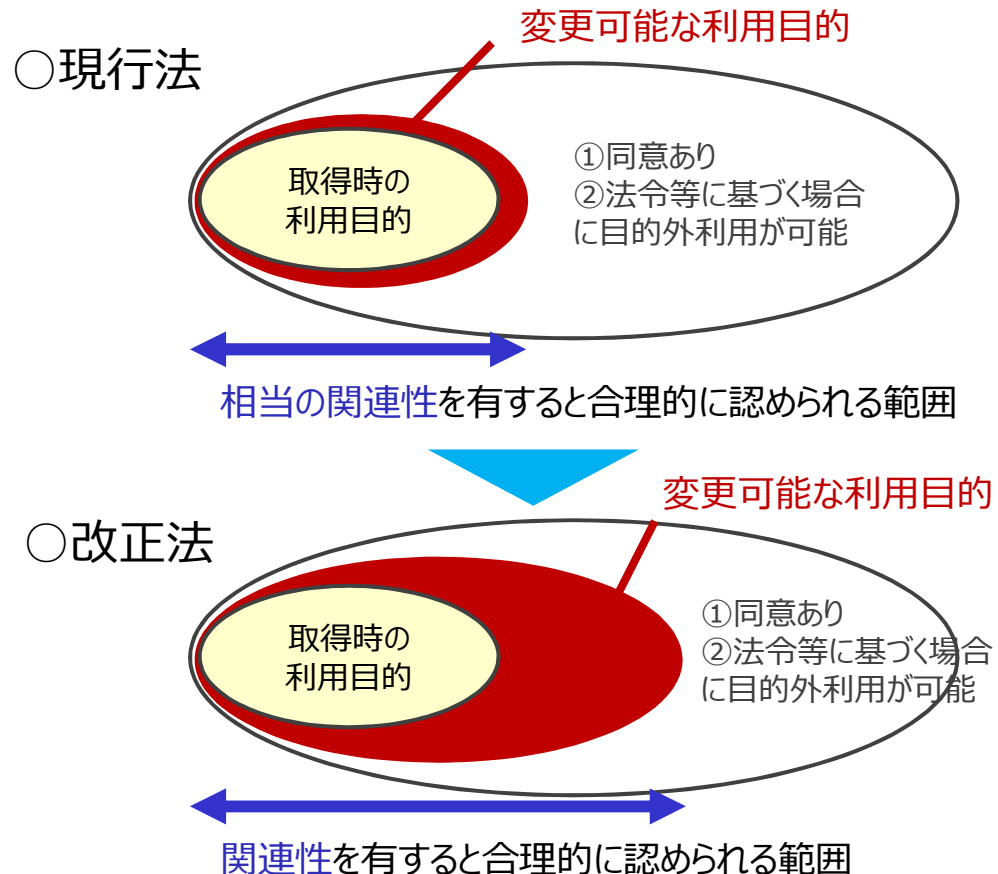 変更可能な利用目的
○現行法
取得時の
利用目的
①同意あり
②法令等に基づく場合
に目的外利用が可能
相当の関連性を有すると合理的に認められる範囲
変更可能な利用目的
○改正法
取得時の
利用目的
①同意あり
②法令等に基づく場合
に目的外利用が可能
関連性を有すると合理的に認められる範囲